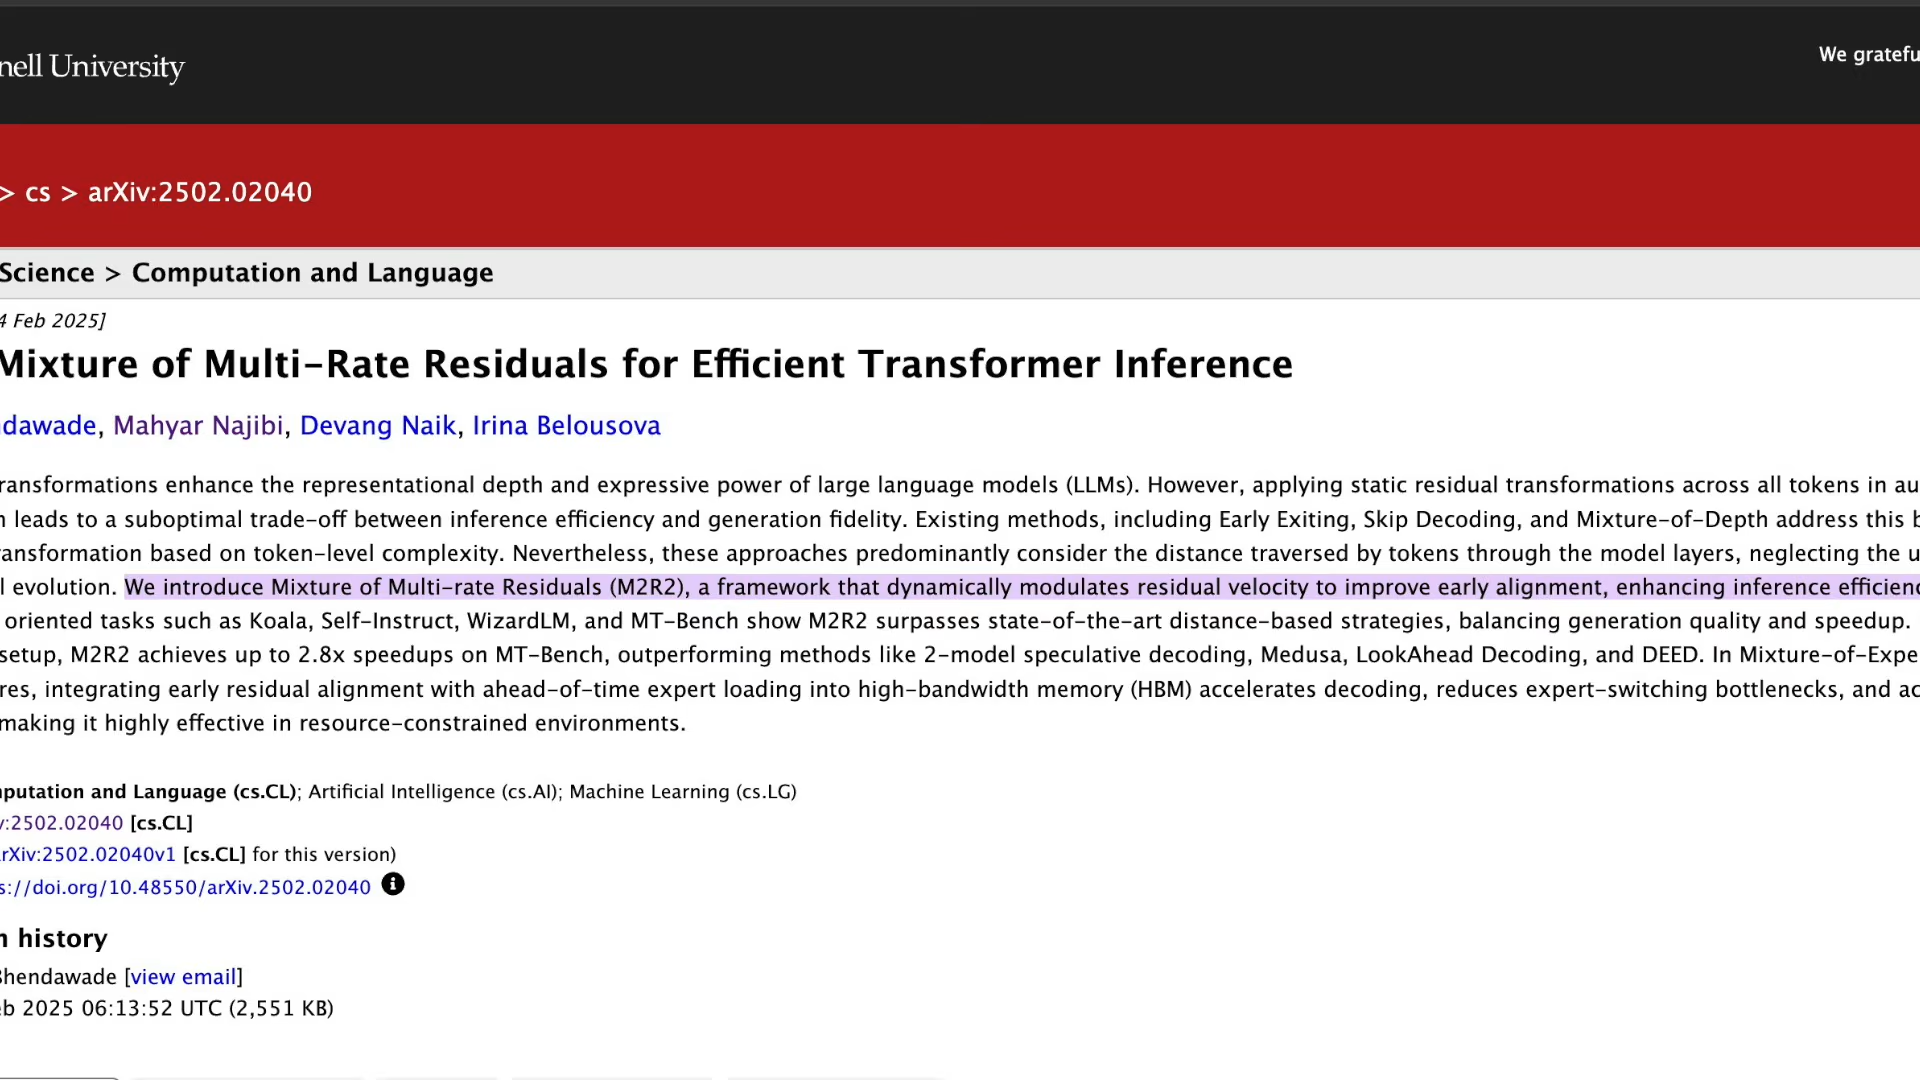 nell University
We gratefu
> cs > arXiv:2502.02040
Science > Computation and Language
4 Feb 2025]
Mixture of Multi-Rate Residuals for Efficient Transformer Inference
dawade, Mahyar Najibi, Devang Naik, Irina Belousova
ransformations enhance the representational depth and expressive power of large language models (LLMs). However, applying static residual transformations across all tokens in au
n leads to a suboptimal trade-off between inference efficiency and generation fidelity. Existing methods, including Early Exiting, Skip Decoding, and Mixture-of-Depth address this b
ransformation based on token-level complexity. Nevertheless, these approaches predominantly consider the distance traversed by tokens through the model layers, neglecting the u
l evolution. We introduce Mixture of Multi-rate Residuals (M2R2), a framework that dynamically modulates residual velocity to improve early alignment, enhancing inference efficienc
oriented tasks such as Koala, Self-Instruct, WizardLM, and MT-Bench show M2R2 surpasses state-of-the-art distance-based strategies, balancing generation quality and speedup.
setup, M2R2 achieves up to 2.8x speedups on MT-Bench, outperforming methods like 2-model speculative decoding, Medusa, LookAhead Decoding, and DEED. In Mixture-of-Expe
res, integrating early residual alignment with ahead-of-time expert loading into high-bandwidth memory (HBM) accelerates decoding, reduces expert-switching bottlenecks, and ac
making it highly effective in resource-constrained environments.
putation and Language (cs.CL); Artificial Intelligence (cs.AI); Machine Learning (cs.LG)
v:2502.02040 [cs.CL]
rXiv:2502.02040v1 [cs.CL] for this version)
s://doi.org/10.48550/arXiv.2502.02040
n history
Bhendawade [view email]
eb 2025 06:13:52 UTC (2,551 KB)